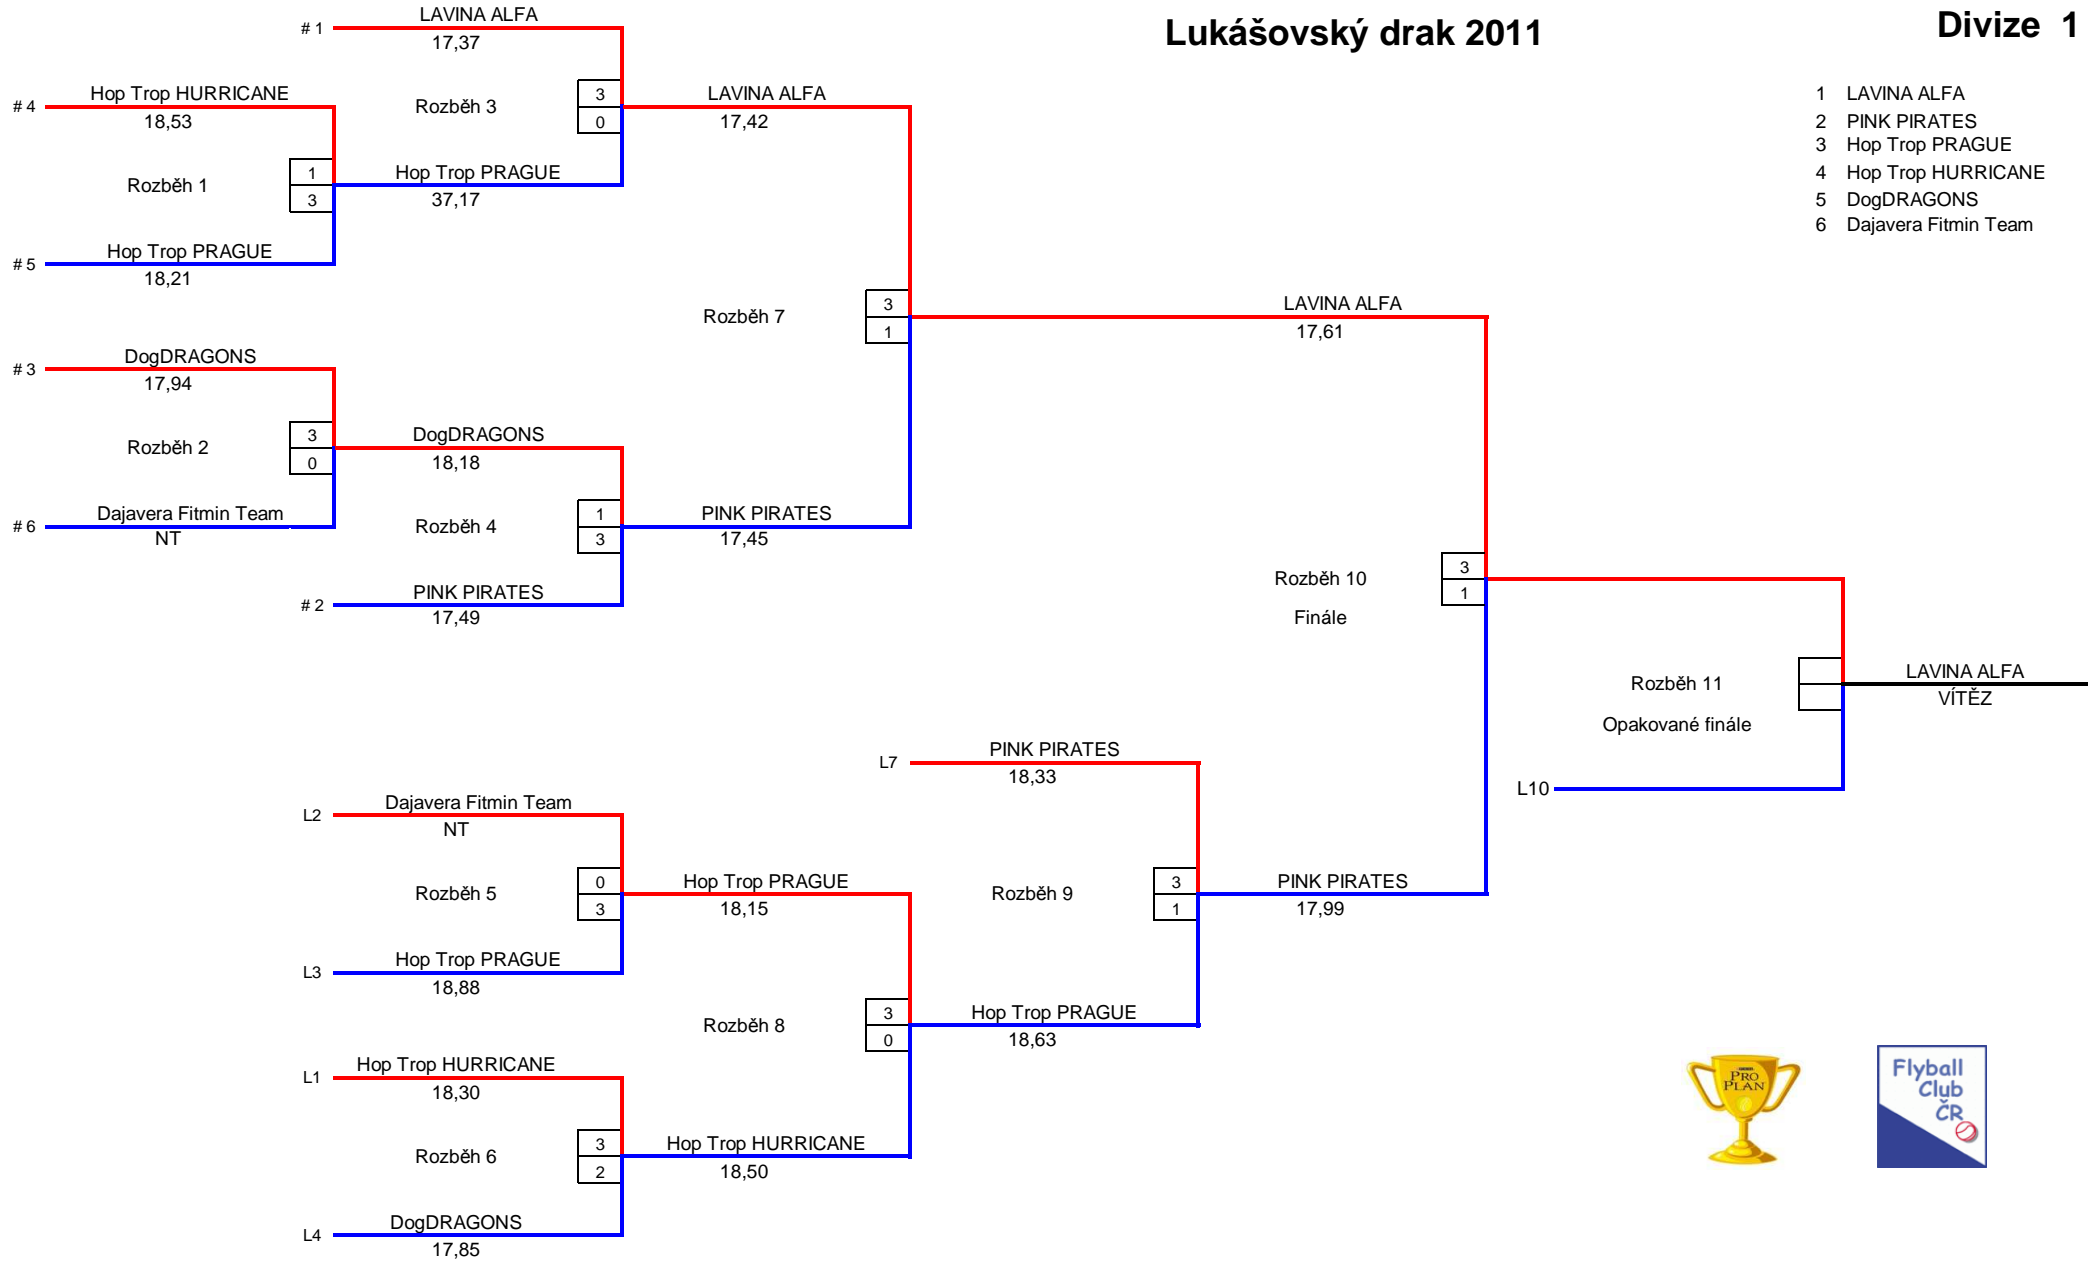 Lukášovský drak 2011
Divize 1
1 LAVINA ALFA
2 PINK PIRATES
3 Hop Trop PRAGUE
4 Hop Trop HURRICANE
5 DogDRAGONS
6 Dajavera Fitmin Team
# 1
LAVINA ALFA
17,37
# 4
Hop Trop HURRICANE
18,53
Rozběh 3
3
0
LAVINA ALFA
17,42
Rozběh 1
1
3
Hop Trop PRAGUE
37,17
# 5
Hop Trop PRAGUE
18,21
Rozběh 7
3
1
LAVINA ALFA
17,61
# 3
DogDRAGONS
17,94
Rozběh 2
3
0
DogDRAGONS
18,18
# 6
Dajavera Fitmin Team
NT
Rozběh 4
1
3
PINK PIRATES
17,45
# 2
PINK PIRATES
17,49
Rozběh 10
Finále
3
1
Rozběh 11
Opakované finále
LAVINA ALFA
VÍTĚZ
L10
L7
PINK PIRATES
18,33
L2
Dajavera Fitmin Team
NT
Rozběh 5
0
3
Hop Trop PRAGUE
18,15
Rozběh 9
3
1
PINK PIRATES
17,99
L3
Hop Trop PRAGUE
18,88
Rozběh 8
3
0
Hop Trop PRAGUE
18,63
L1
Hop Trop HURRICANE
18,30
Rozběh 6
3
2
Hop Trop HURRICANE
18,50
L4
DogDRAGONS
17,85
PRO
PLAN
Flyball
Club
ČR